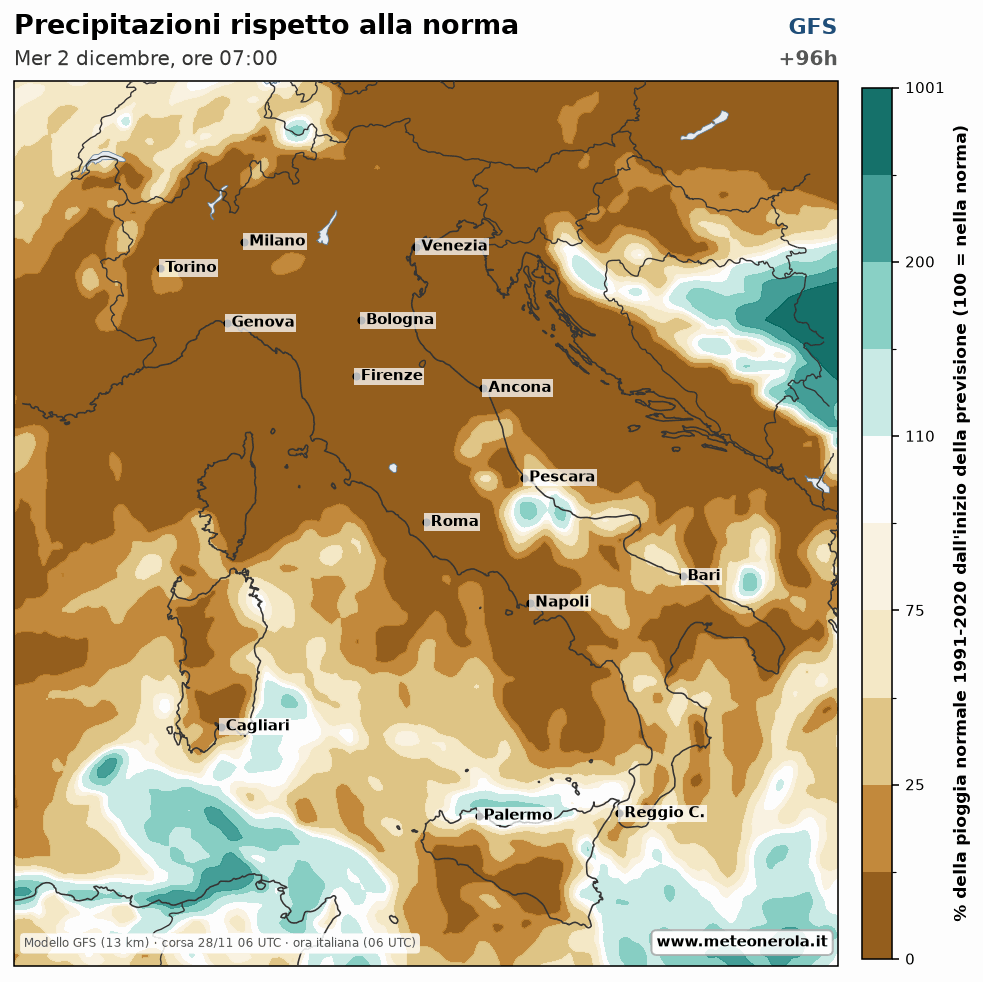 Precipitazioni rispetto alla norma
GFS
Mer 2 dicembre, ore 07:00
+96h
Milano
Venezia
Torino
Genova
Bologna
Firenze
Ancona
Pescara
Roma
Bari
Napoli
Cagliari
Palermo
Reggio C.
Modello GFS (13 km) · corsa 28/11 06 UTC · ora italiana (06 UTC)
www.meteonerola.it
1001
200
110
75
25
0
% della pioggia normale 1991-2020 dall'inizio della previsione (100 = nella norma)